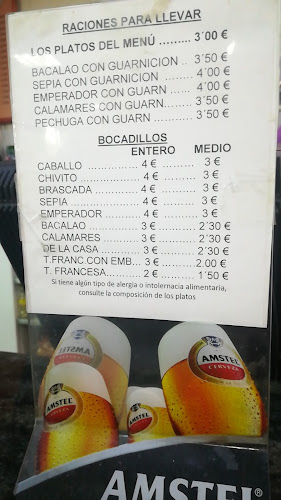 RACIONES PARA LLEVAR
LOS PLATOS DEL MENÚ ......... 3´00 €
BACALAO CON GUARNICION .. 3´50 €
SEPIA CON GUARNICION ....... 4´00 €
EMPERADOR CON GUARN...... 4´00 €
CALAMARES CON GUARN..... 3´50 €
PECHUGA CON GUARN ......... 3´50 €
BOCADILLOS
ENTERO MEDIO
CABALLO ................ 4 € ............ 3 €
CHIVITO ................. 4 € ............ 3 €
BRASCADA ............. 4 € ............ 3 €
SEPIA ..................... 4 € ............ 3 €
EMPERADOR .......... 4 € ............ 3 €
BACALAO ............... 3 € ............ 2´30 €
CALAMARES ........... 3 € ............ 2´30 €
DE LA CASA ............ 3 € ............ 2´30 €
T.FRANC.CON EMB... 3 € ............ 2.00 €
T. FRANCESA........... 2 € ............ 1´50 €
Si tiene algún tipo de alergia o intolernacia alimentaria,
consulte la composición de los platos
AMSTEL
AMSTEL
CERVEZA
AMSTEL
AMSTEL
AMSTEL®